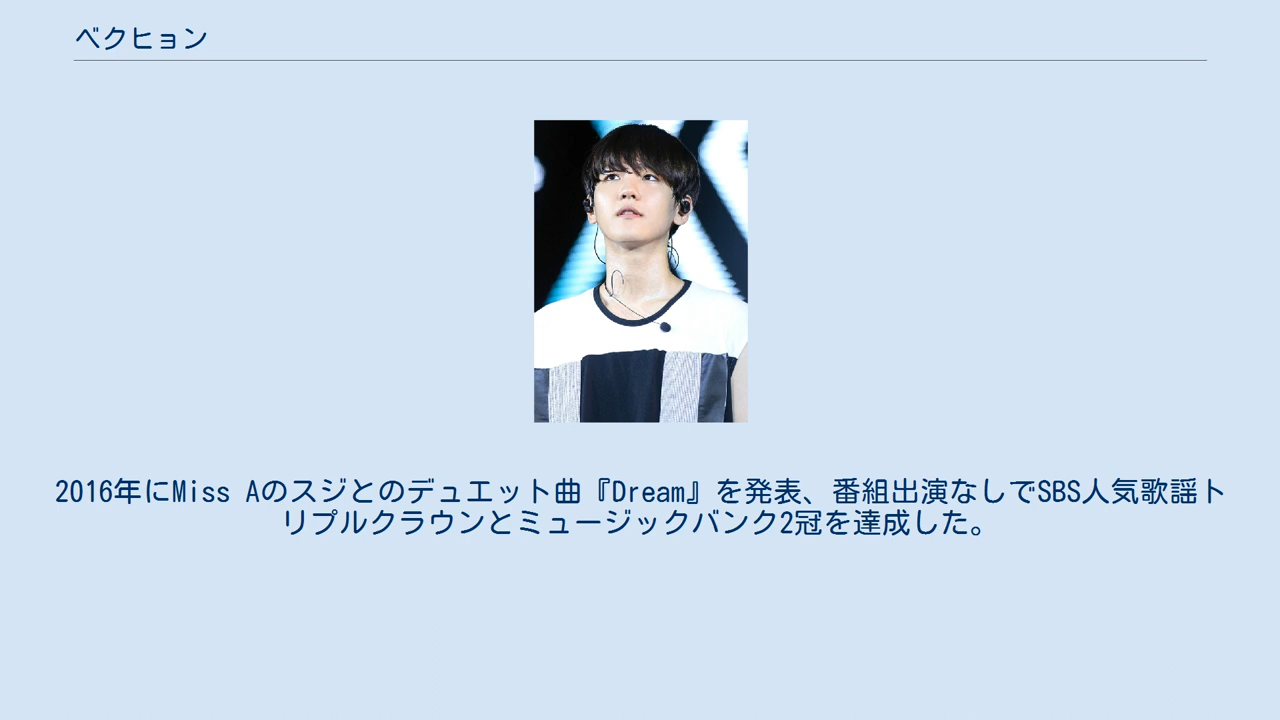 ベクヒョン
2016年にMiss Aのスジとのデュエット曲『Dream』を発表、番組出演なしでSBS人気歌謡ト
リプルクラウンとミュージックバンク2冠を達成した。